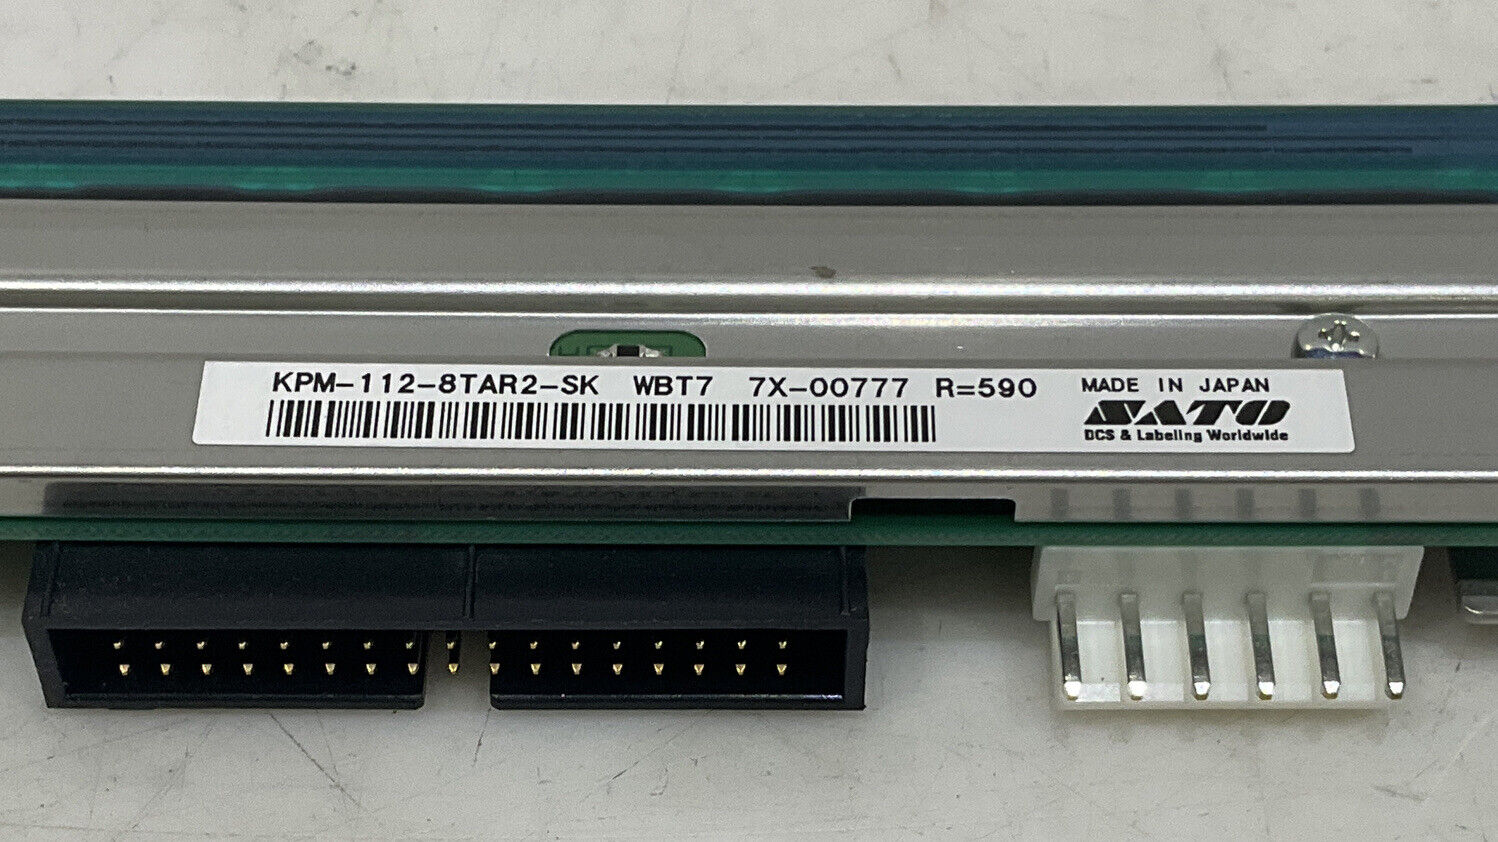 KPM-112-8TAR2-SK WBT7 7X-00777 R=590
MADE IN JAPAN
SATO
DCS & Labeling Worldwide